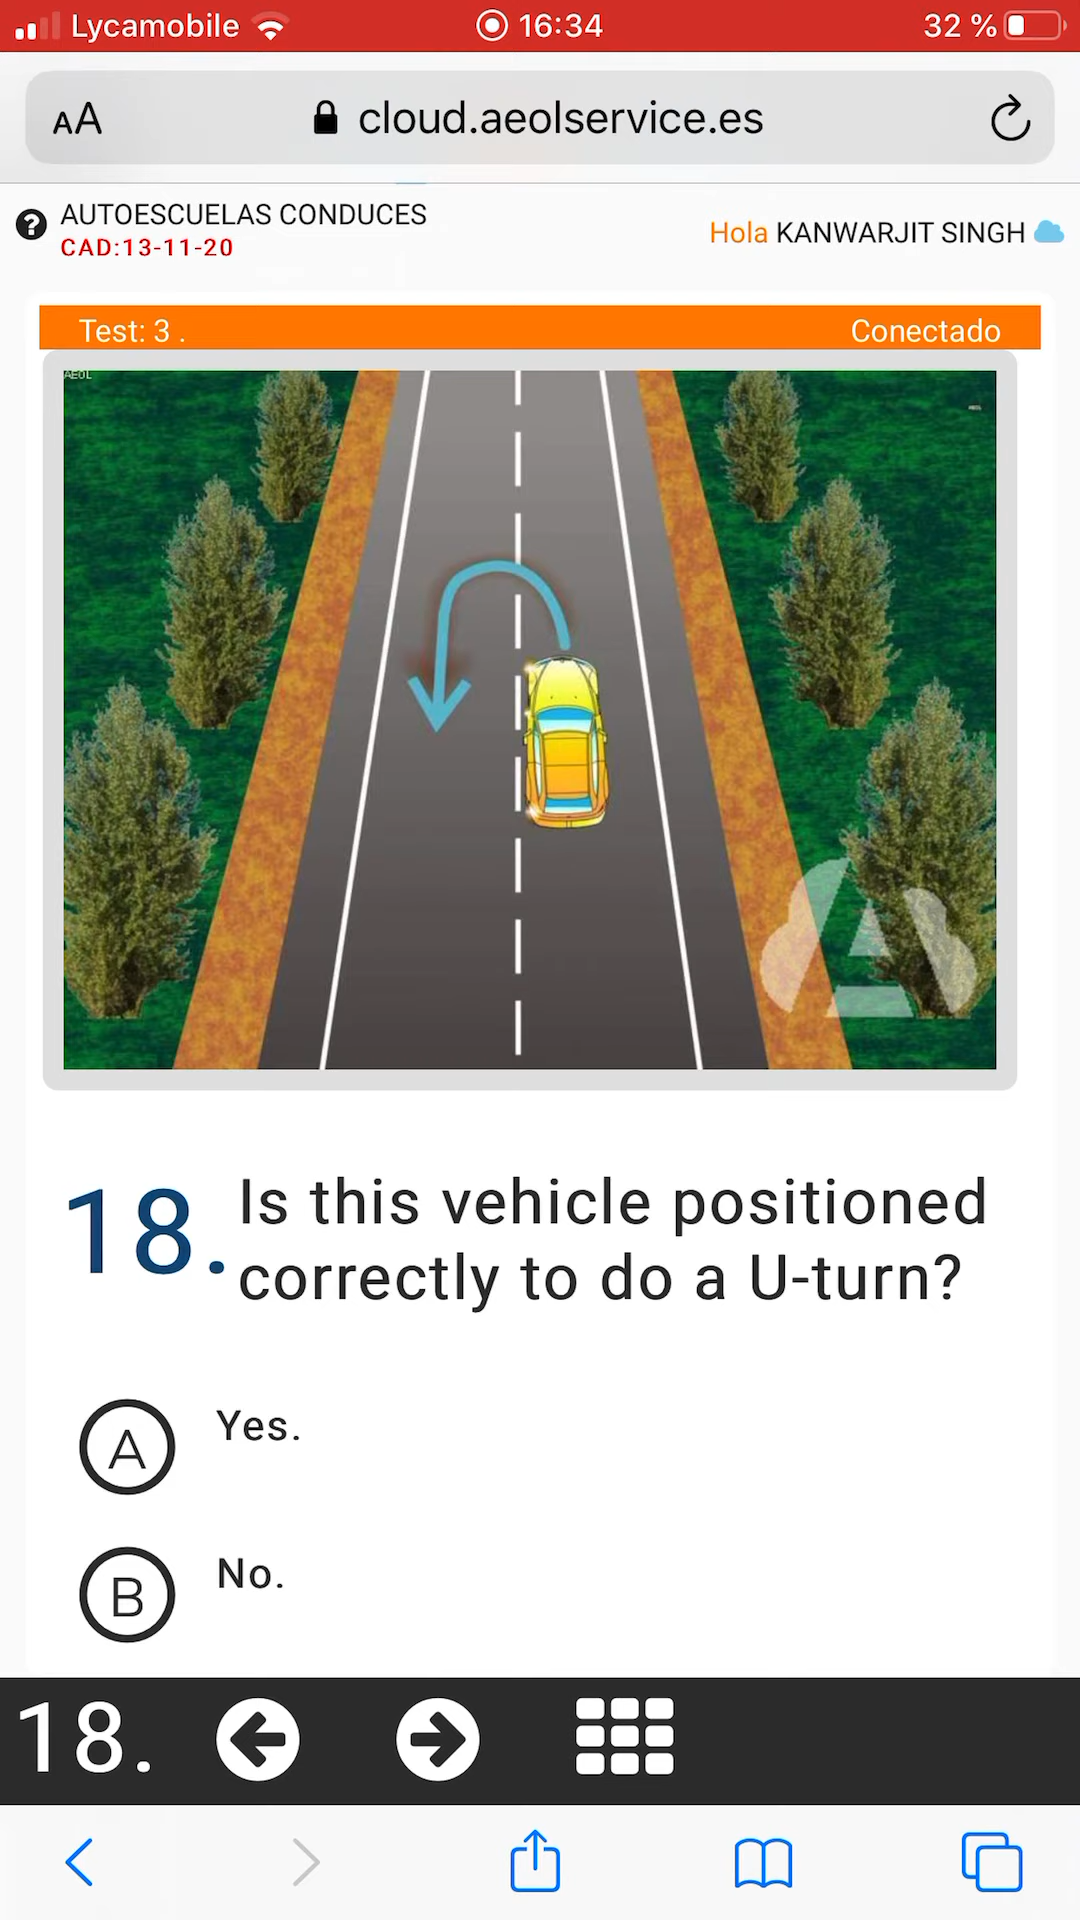 Lycamobile 16:34 32 %
AA cloud.aeolservice.es
AUTOESCUELAS CONDUCES
CAD:13-11-20
Hola KANWARJIT SINGH
Test: 3 . Conectado
AEOL
18. Is this vehicle positioned
correctly to do a U-turn?
A Yes.
B No.
18.